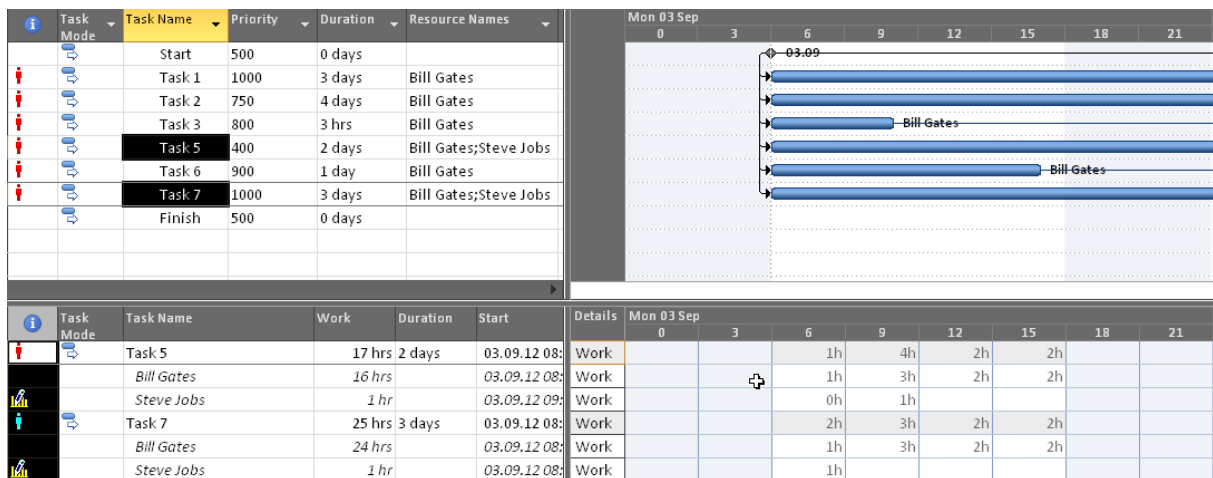 Task Mode Task Name Priority Duration Resource Names Mon 03 Sep
0 3 6 9 12 15 18 21
Start 500 0 days 03.09
Task 1 1000 3 days Bill Gates
Task 2 750 4 days Bill Gates
Task 3 800 3 hrs Bill Gates Bill Gates
Task 5 400 2 days Bill Gates;Steve Jobs
Task 6 900 1 day Bill Gates Bill Gates
Task 7 1000 3 days Bill Gates;Steve Jobs
Finish 500 0 days
Task Mode Task Name Work Duration Start Details Mon 03 Sep
0 3 6 9 12 15 18 21
Task 5 17 hrs 2 days 03.09.12 08: Work 1h 4h 2h 2h
Bill Gates 16 hrs 03.09.12 08: Work 1h 3h 2h 2h
Steve Jobs 1 hr 03.09.12 09: Work 0h 1h
Task 7 25 hrs 3 days 03.09.12 08: Work 2h 3h 2h 2h
Bill Gates 24 hrs 03.09.12 08: Work 1h 3h 2h 2h
Steve Jobs 1 hr 03.09.12 08: Work 1h